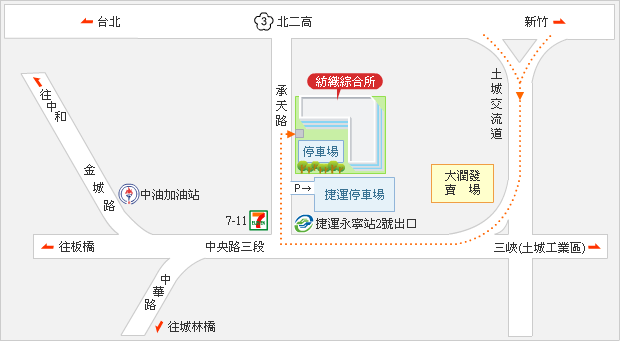 台北
3
北二高
新竹
紡織綜合所
土城交流道
承天路
往中和
停車場
金城路
中油加油站
P→
捷運停車場
大潤發
賣場
7-11
7
捷運永寧站2號出口
往板橋
中央路三段
三峽(土城工業區)
中華路
往城林橋